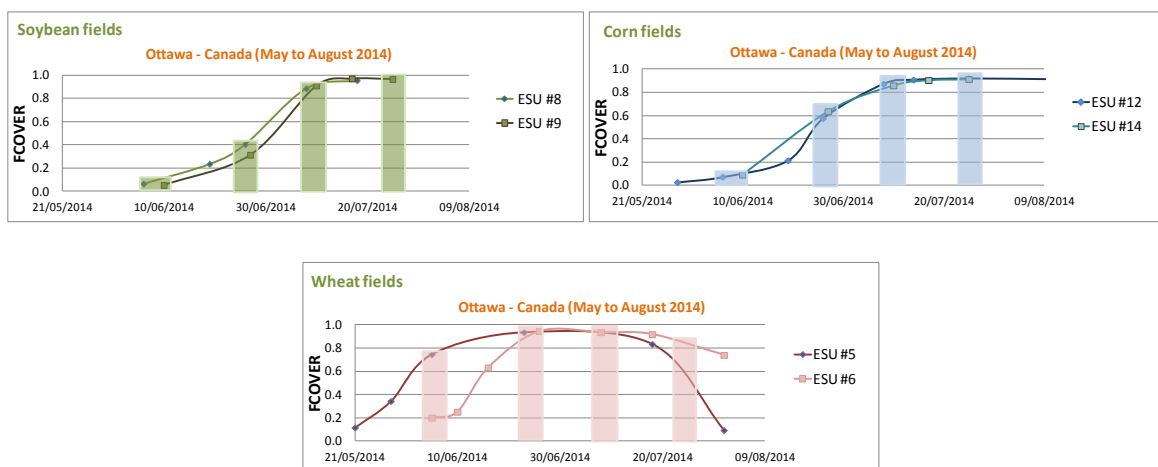 Soybean fields
Ottawa - Canada (May to August 2014)
FCOVER
1.0
0.8
0.6
0.4
0.2
0.0
21/05/2014 10/06/2014 30/06/2014 20/07/2014 09/08/2014
ESU #8
ESU #9
Corn fields
Ottawa - Canada (May to August 2014)
FCOVER
1.0
0.8
0.6
0.4
0.2
0.0
21/05/2014 10/06/2014 30/06/2014 20/07/2014 09/08/2014
ESU #12
ESU #14
Wheat fields
Ottawa - Canada (May to August 2014)
FCOVER
1.0
0.8
0.6
0.4
0.2
0.0
21/05/2014 10/06/2014 30/06/2014 20/07/2014 09/08/2014
ESU #5
ESU #6